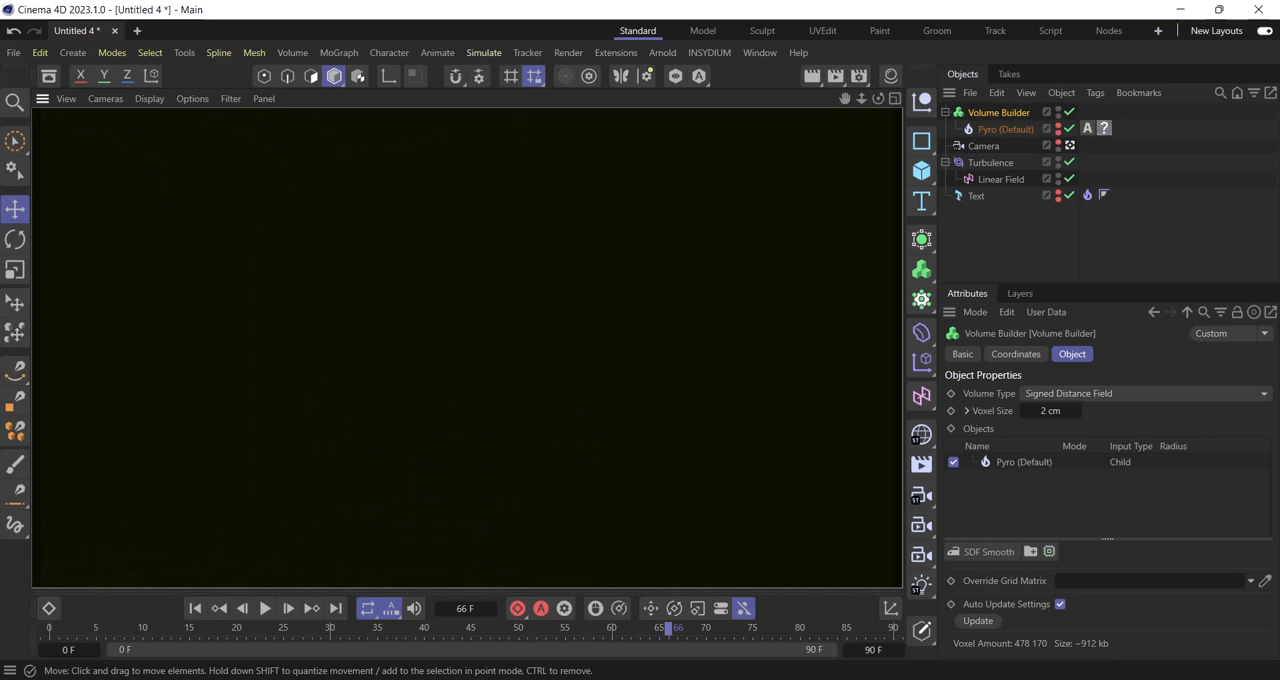 Cinema 4D 2023.1.0 - [Untitled 4 *] - Main
Untitled 4 *
Standard Model Sculpt UVEdit Paint Groom Track Script Nodes New Layouts
File Edit Create Modes Select Tools Spline Mesh Volume MoGraph Character Animate Simulate Tracker Render Extensions Arnold INSYDIUM Window Help
X Y Z
Objects Takes
View Cameras Display Options Filter Panel
File Edit View Object Tags Bookmarks
Volume Builder
Pyro (Default) A ?
Camera
Turbulence
Linear Field
Text
Attributes Layers
Mode Edit User Data
Volume Builder [Volume Builder] Custom
Basic Coordinates Object
Object Properties
Volume Type Signed Distance Field
Voxel Size 2 cm
Objects
Name Mode Input Type Radius
Pyro (Default) Child
SDF Smooth
Override Grid Matrix
Auto Update Settings
Update
Voxel Amount: 478 170 Size: ~912 kb
66 F
0 5 10 15 20 25 30 35 40 45 50 55 60 65 66 70 75 80 85 90
0 F 0 F 90 F 90 F
Move: Click and drag to move elements. Hold down SHIFT to quantize movement / add to the selection in point mode, CTRL to remove.